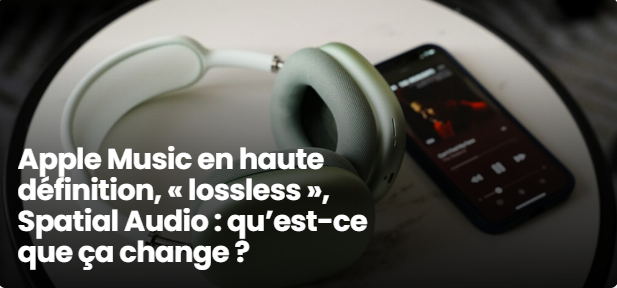 Apple Music en haute
définition, « lossless »,
Spatial Audio : qu’est-ce
que ça change ?